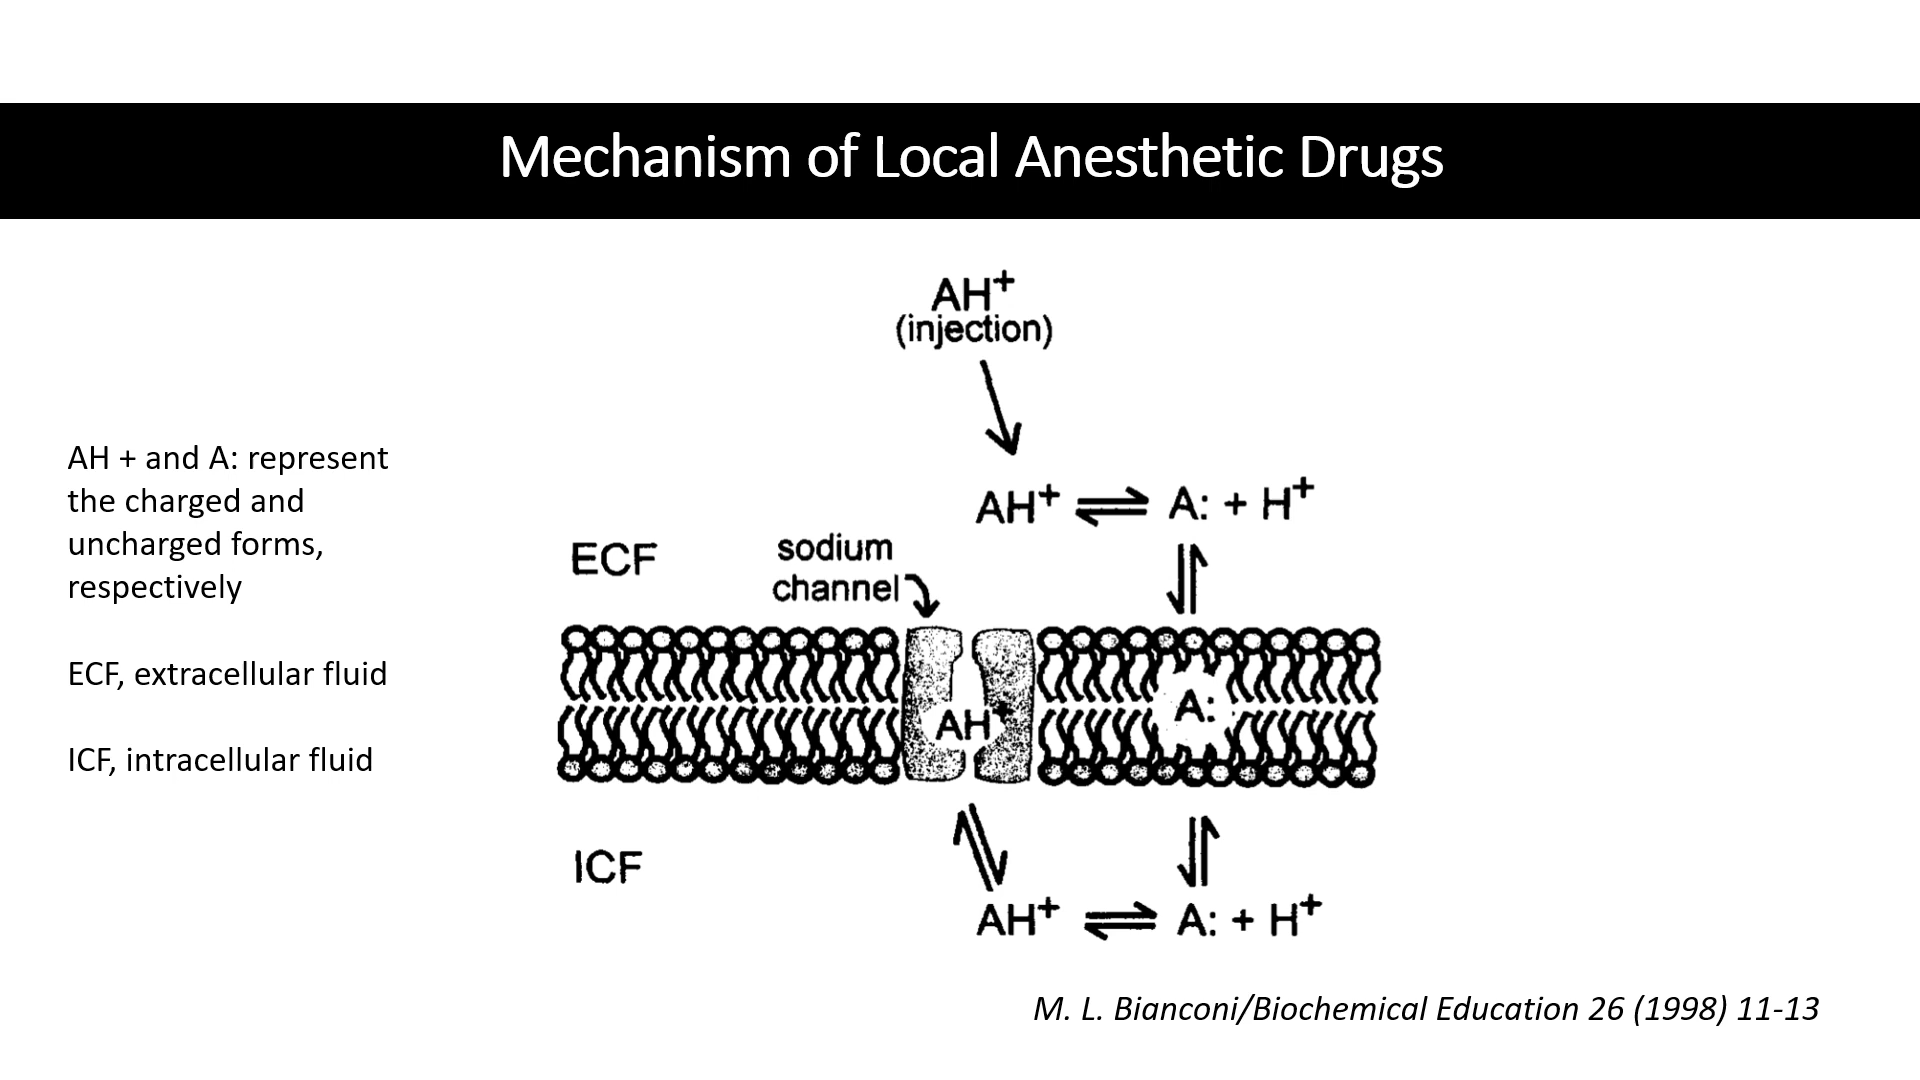 Mechanism of Local Anesthetic Drugs
AH⁺
(injection)
AH⁺ ⇌ A: + H⁺
ECF
sodium
channel
AH⁺
A:
ICF
AH⁺ ⇌ A: + H⁺
AH + and A: represent
the charged and
uncharged forms,
respectively
ECF, extracellular fluid
ICF, intracellular fluid
M. L. Bianconi/Biochemical Education 26 (1998) 11-13